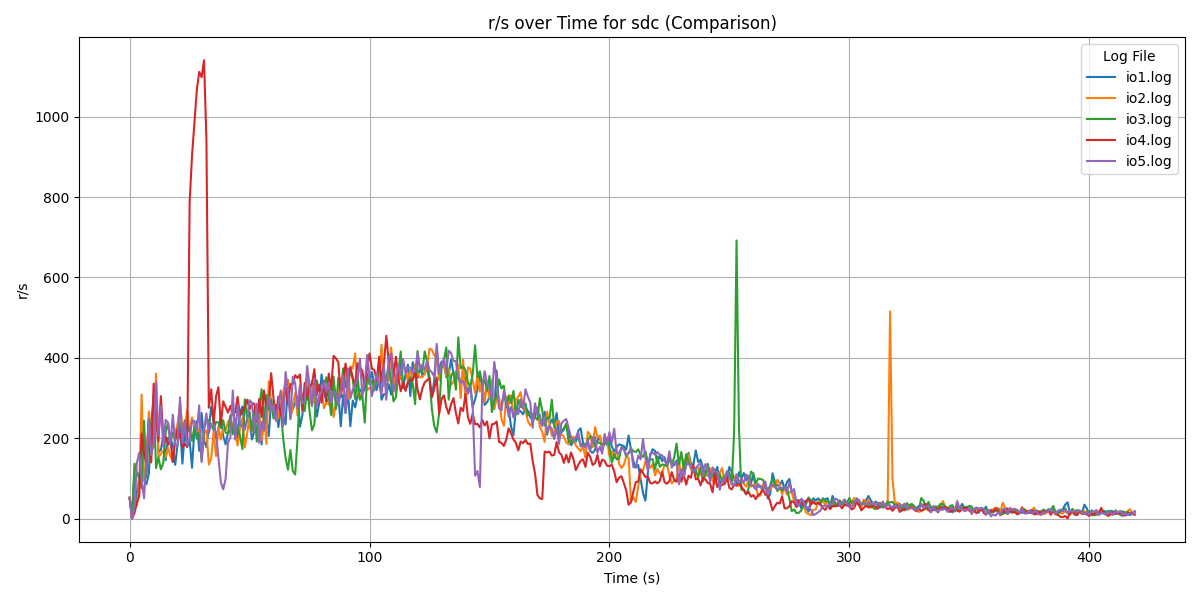 r/s over Time for sdc (Comparison)
Log File
io1.log
io2.log
io3.log
io4.log
io5.log
r/s
1000
800
600
400
200
0
0 100 200 300 400
Time (s)